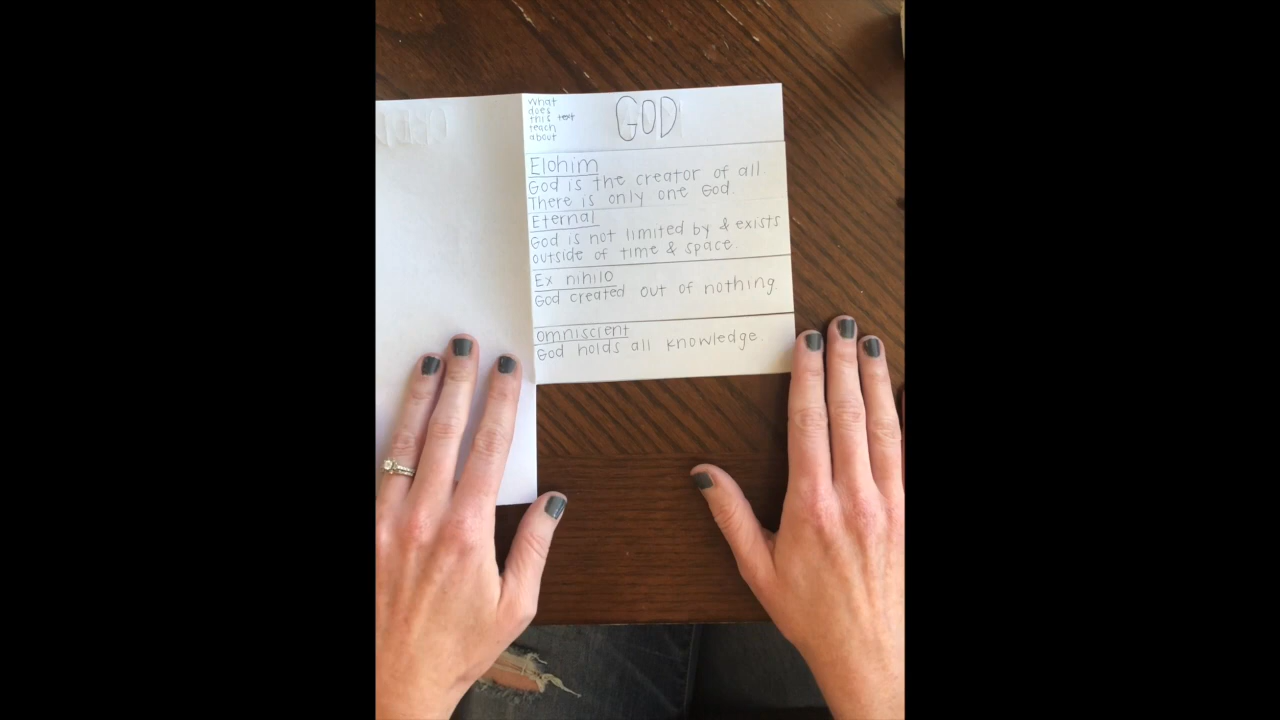 what
does
this text
teach
about
GOD
Elohim
God is the creator of all.
There is only one God.
Eternal
God is not limited by & exists
outside of time & space.
Ex nihilo
God created out of nothing.
omniscient
God holds all knowledge.